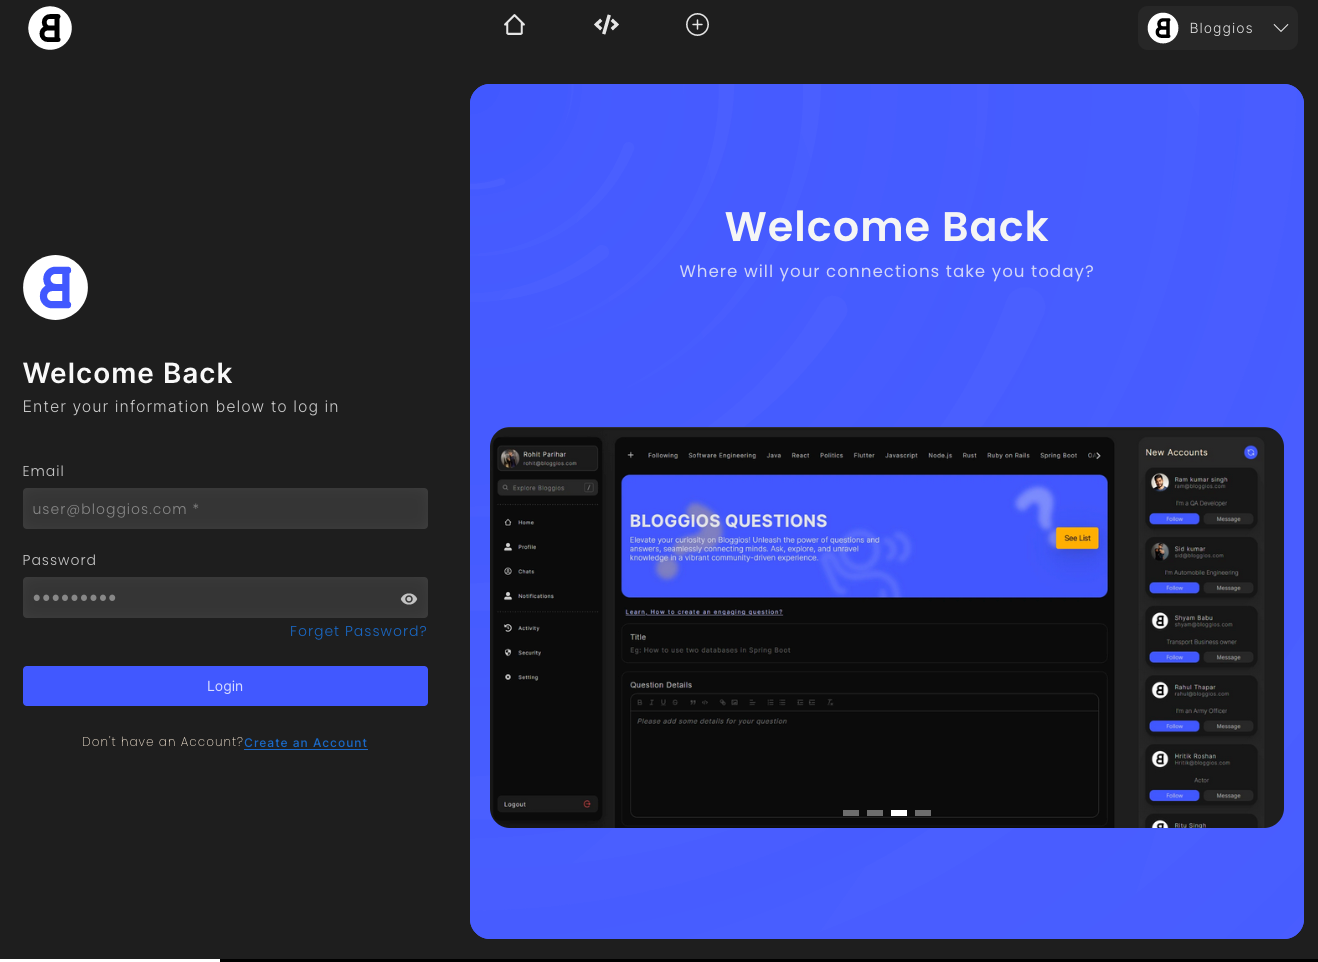 Bloggios
Welcome Back
Enter your information below to log in
Email
user@bloggios.com *
Password
Forget Password?
Login
Don't have an Account?Create an Account
Welcome Back
Where will your connections take you today?
Rohit Parihar
rohit@bloggios.com
Explore Bloggios /
Home
Profile
Chats
Notifications
Activity
Security
Setting
Logout
+ Following Software Engineering Java React Politics Flutter Javascript Node.js Rust Ruby on Rails Spring Boot
BLOGGIOS QUESTIONS
Elevate your curiosity on Bloggios! Unleash the power of questions and
answers, seamlessly connecting minds. Ask, explore, and unravel
knowledge in a vibrant community-driven experience.
See List
Learn, How to create an engaging question?
Title
Eg: How to use two databases in Spring Boot
Question Details
Please add some details for your question
New Accounts
Ram kumar singh
ram@bloggios.com
I'm a QA Developer
Follow Message
Sid kumar
sid@bloggios.com
I'm Automobile Engineering
Follow Message
Shyam Babu
shyam@bloggios.com
Transport Business owner
Follow Message
Rahul Thapar
rahul@bloggios.com
I'm an Army Officer
Follow Message
Hritik Roshan
Hritik@bloggios.com
Actor
Follow Message
Ritu Singh